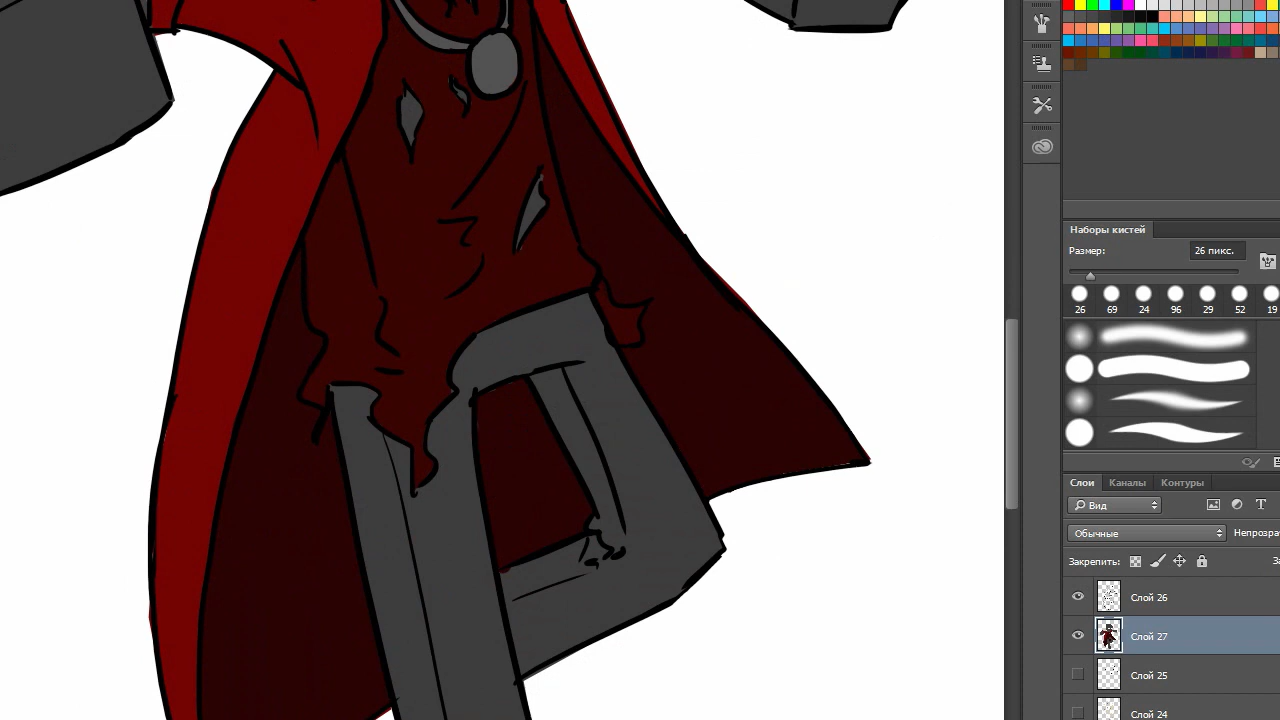 Наборы кистей
Размер: 26 пикс.
26 69 24 96 29 52 19
Слои Каналы Контуры
Вид
T
Обычные Непрозра
Закрепить: За
Слой 26
Слой 27
Слой 25
Слой 24